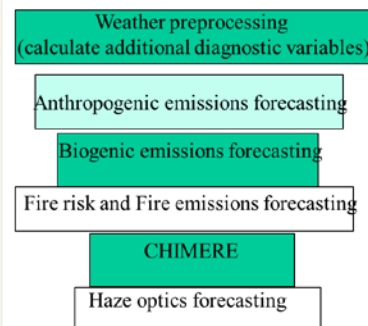 Weather preprocessing
(calculate additional diagnostic variables)
Anthropogenic emissions forecasting
Biogenic emissions forecasting
Fire risk and Fire emissions forecasting
CHIMERE
Haze optics forecasting